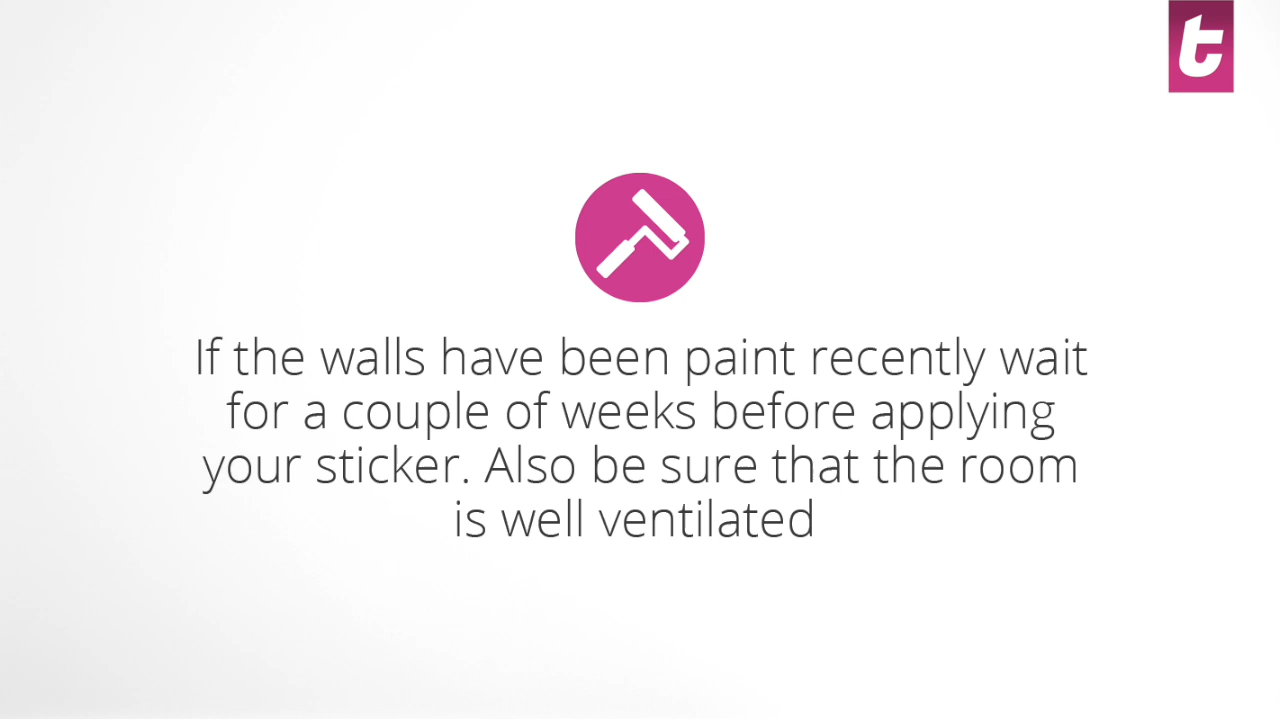 t
If the walls have been paint recently wait
for a couple of weeks before applying
your sticker. Also be sure that the room
is well ventilated